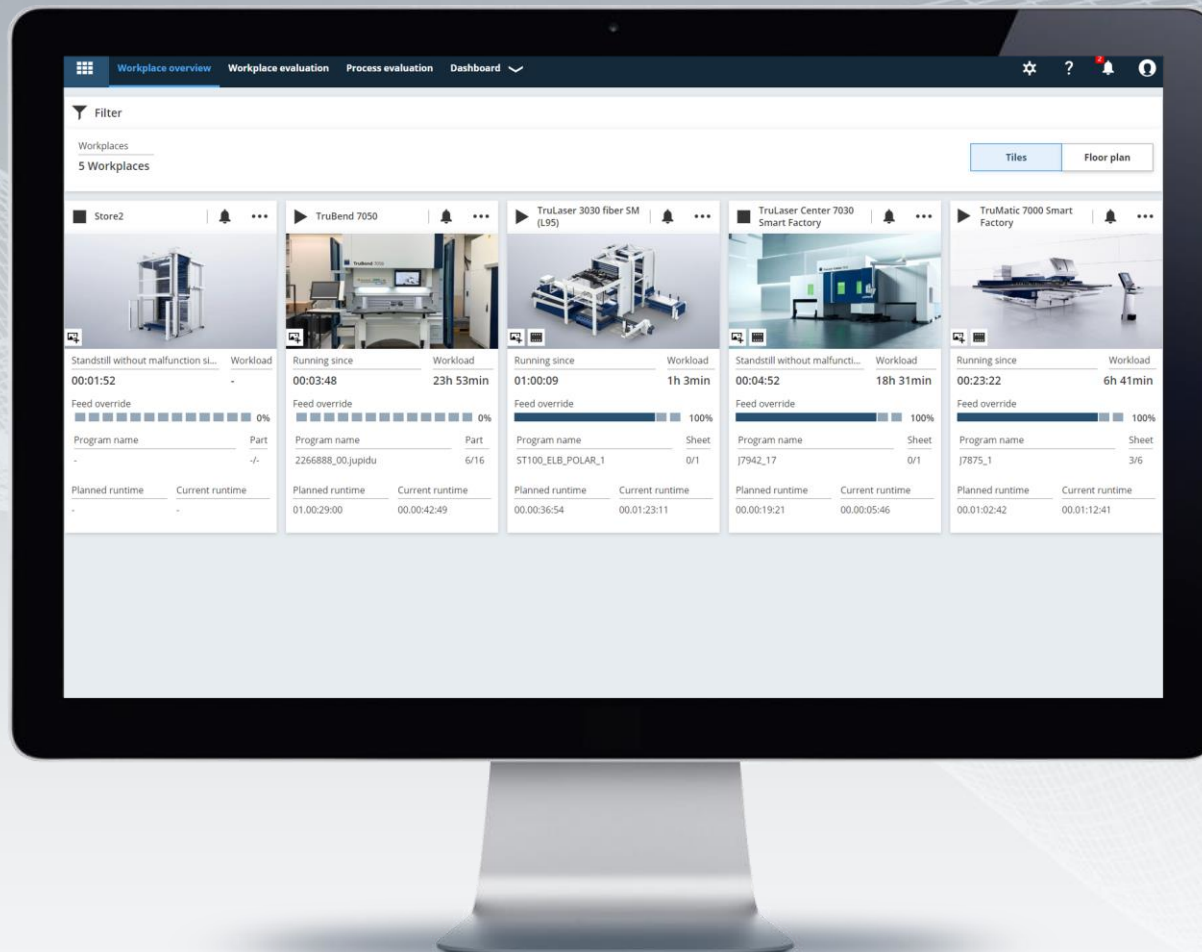 Workplace overview Workplace evaluation Process evaluation Dashboard ? 2
Filter
Workplaces
5 Workplaces
Tiles Floor plan
Store2
Standstill without malfunction si... Workload
00:01:52 -
Feed override
0%
Program name Part
- -/-
Planned runtime Current runtime
- -
TruBend 7050
Running since Workload
00:03:48 23h 53min
Feed override
0%
Program name Part
2266888_00.jupidu 6/16
Planned runtime Current runtime
01.00:29:00 00.00:42:49
TruLaser 3030 fiber SM
(L95)
Running since Workload
01:00:09 1h 3min
Feed override
100%
Program name Sheet
ST100_ELB_POLAR_1 0/1
Planned runtime Current runtime
00.00:36:54 00.01:23:11
TruLaser Center 7030
Smart Factory
Standstill without malfuncti... Workload
00:04:52 18h 31min
Feed override
100%
Program name Sheet
J7942_17 0/1
Planned runtime Current runtime
00.00:19:21 00.00:05:46
TruMatic 7000 Smart
Factory
Running since Workload
00:23:22 6h 41min
Feed override
100%
Program name Sheet
J7875_1 3/6
Planned runtime Current runtime
00.01:02:42 00.01:12:41